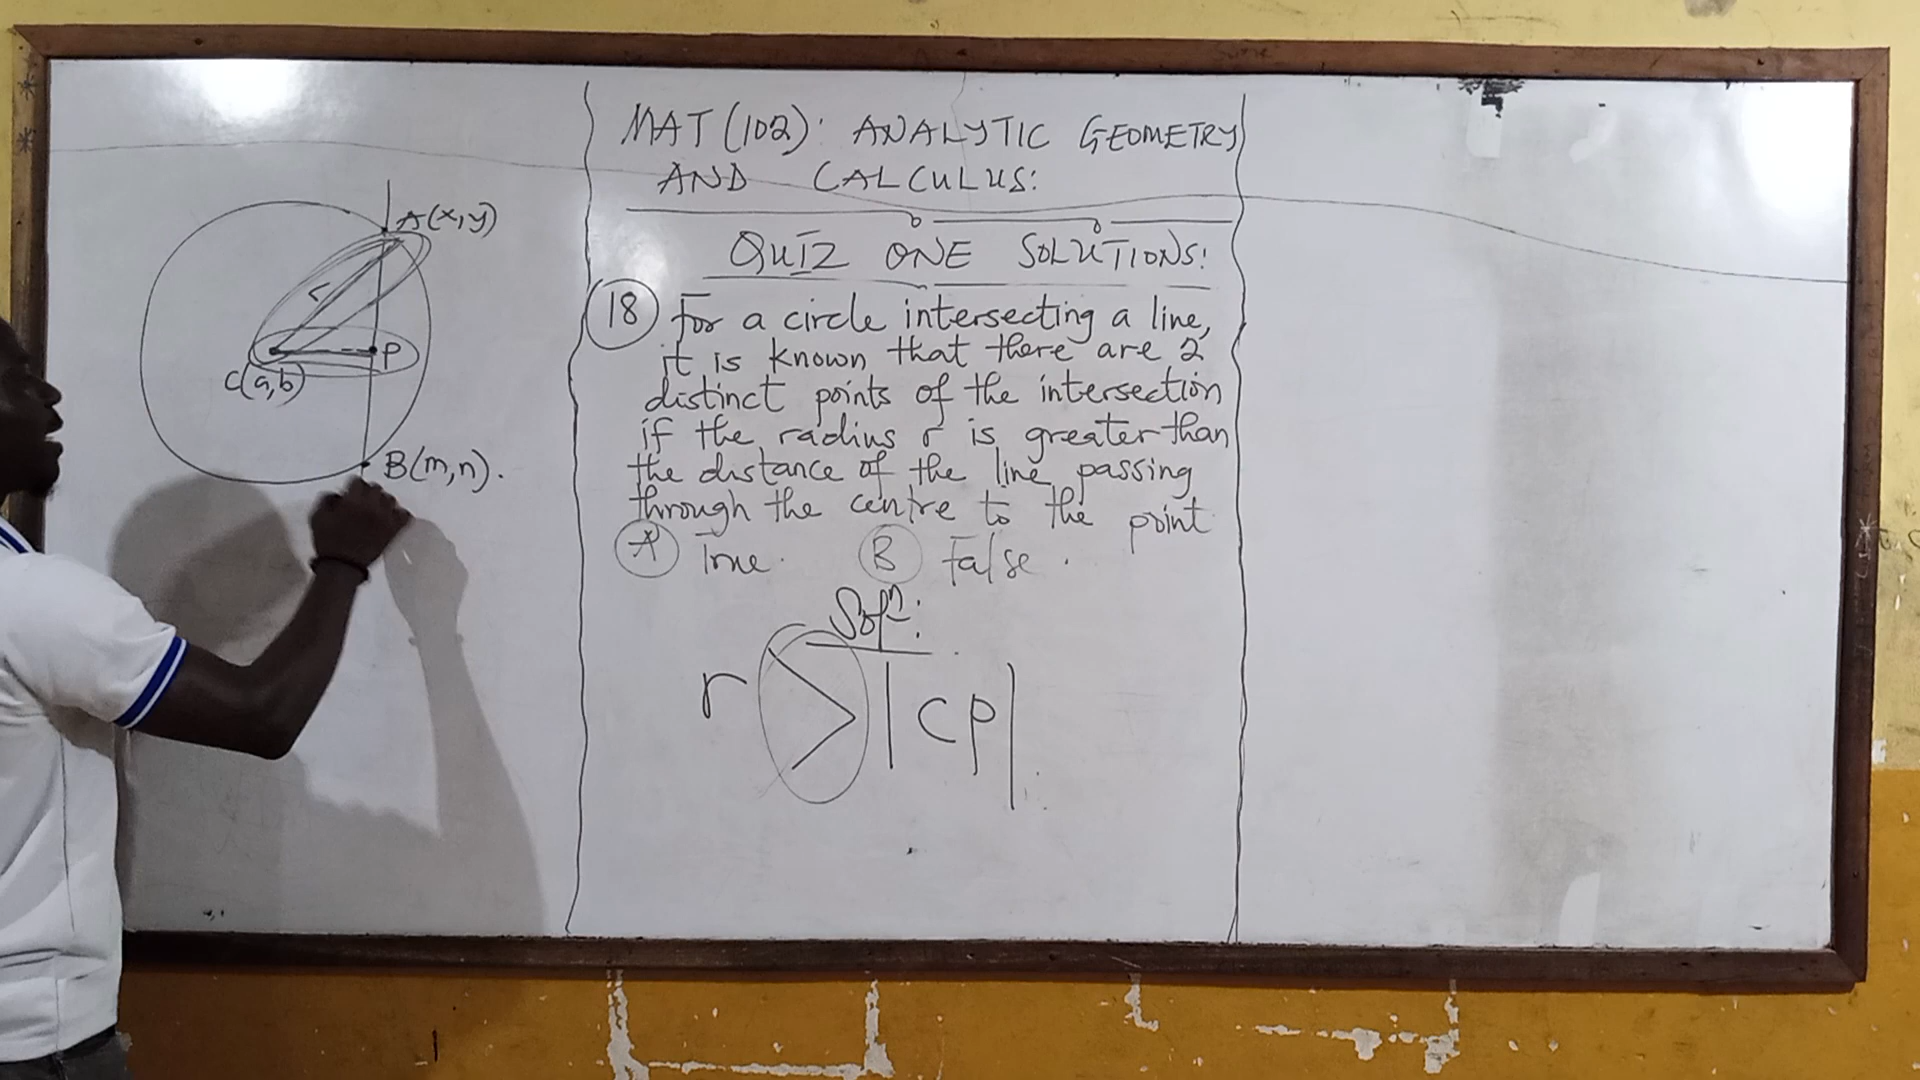 MAT (102): ANALYTIC GEOMETRY
AND CALCULUS:
QUIZ ONE SOLUTIONS:
18 For a circle intersecting a line,
it is known that there are 2
distinct points of the intersection
if the radius r is greater than
the distance of the line passing
through the centre to the point
A True. B False.
Solⁿ:
r > |CP|
A(x,y)
r
P
C(a,b)
B(m,n).